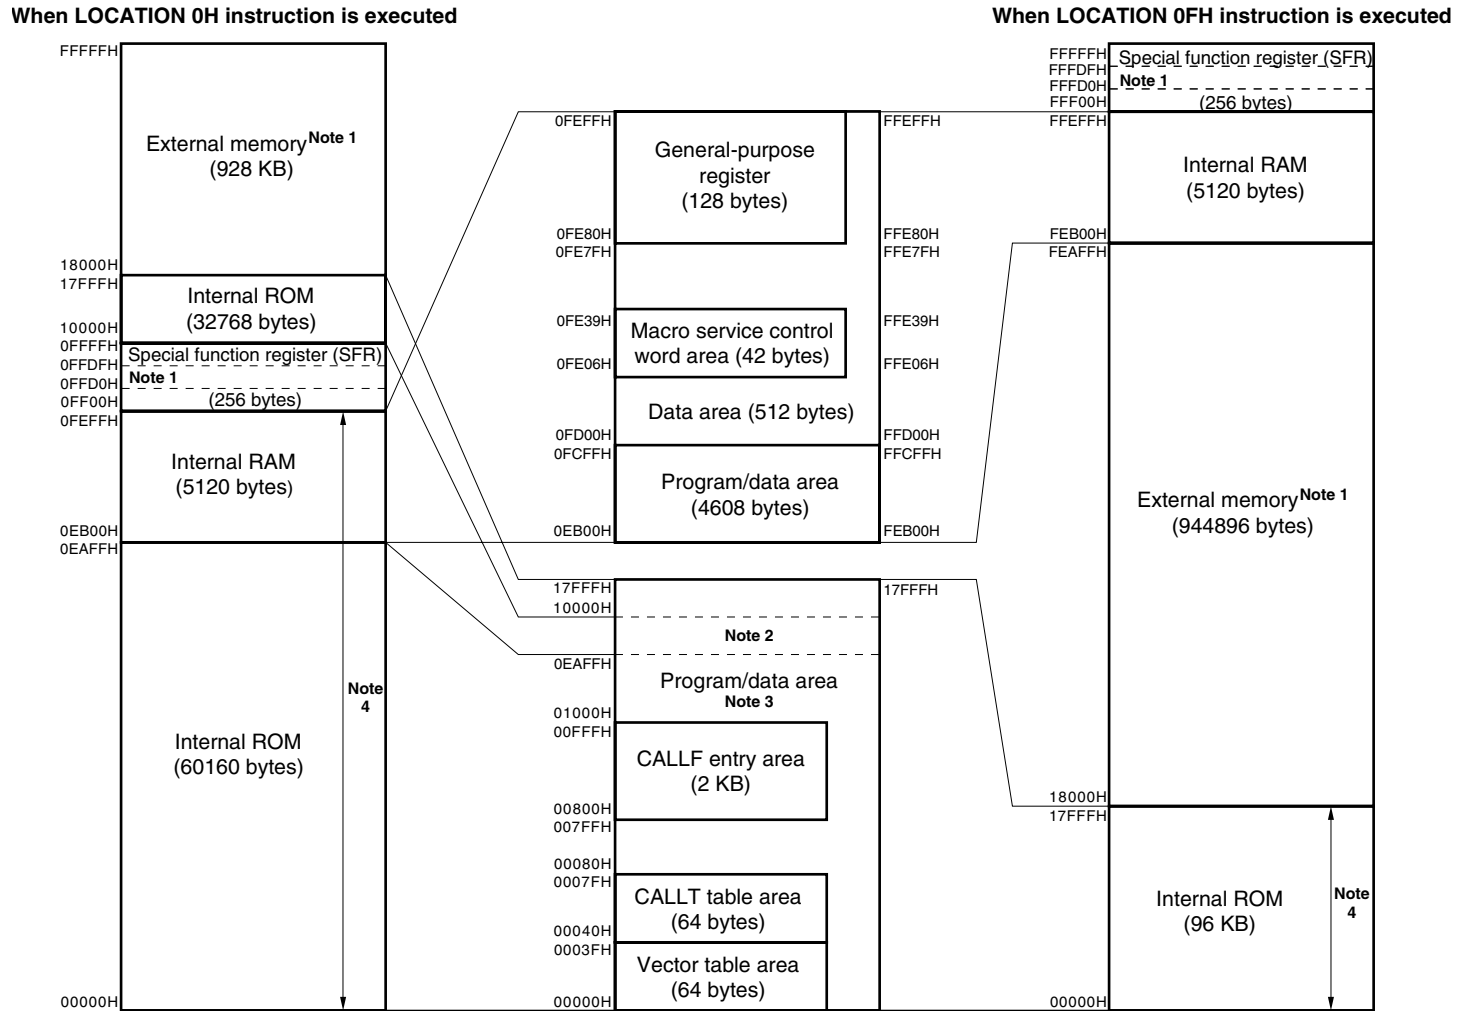 When LOCATION 0H instruction is executed
When LOCATION 0FH instruction is executed
FFFFFH
External memory Note 1
(928 KB)
18000H
17FFFH
Internal ROM
(32768 bytes)
10000H
0FFFFH
Special function register (SFR)
0FFDFH
Note 1
0FFD0H
0FF00H
(256 bytes)
0FEFFH
Internal RAM
(5120 bytes)
0EB00H
0EAFFH
Note
4
Internal ROM
(60160 bytes)
00000H
0FEFFH
FFEFFH
General-purpose
register
(128 bytes)
0FE80H
FFE80H
0FE7FH
FFE7FH
0FE39H
FFE39H
Macro service control
word area (42 bytes)
0FE06H
FFE06H
Data area (512 bytes)
0FD00H
FFD00H
0FCFFH
FFCFFH
Program/data area
(4608 bytes)
0EB00H
FEB00H
17FFFH
17FFFH
10000H
Note 2
0EAFFH
Program/data area
Note 3
01000H
00FFFH
CALLF entry area
(2 KB)
00800H
007FFH
00080H
0007FH
CALLT table area
(64 bytes)
00040H
0003FH
Vector table area
(64 bytes)
00000H
FFFFFH
Special function register (SFR)
FFFDFH
Note 1
FFFD0H
FFF00H
(256 bytes)
FFEFFH
Internal RAM
(5120 bytes)
FEB00H
FEAFFH
External memory Note 1
(944896 bytes)
18000H
17FFFH
Internal ROM
(96 KB)
Note
4
00000H